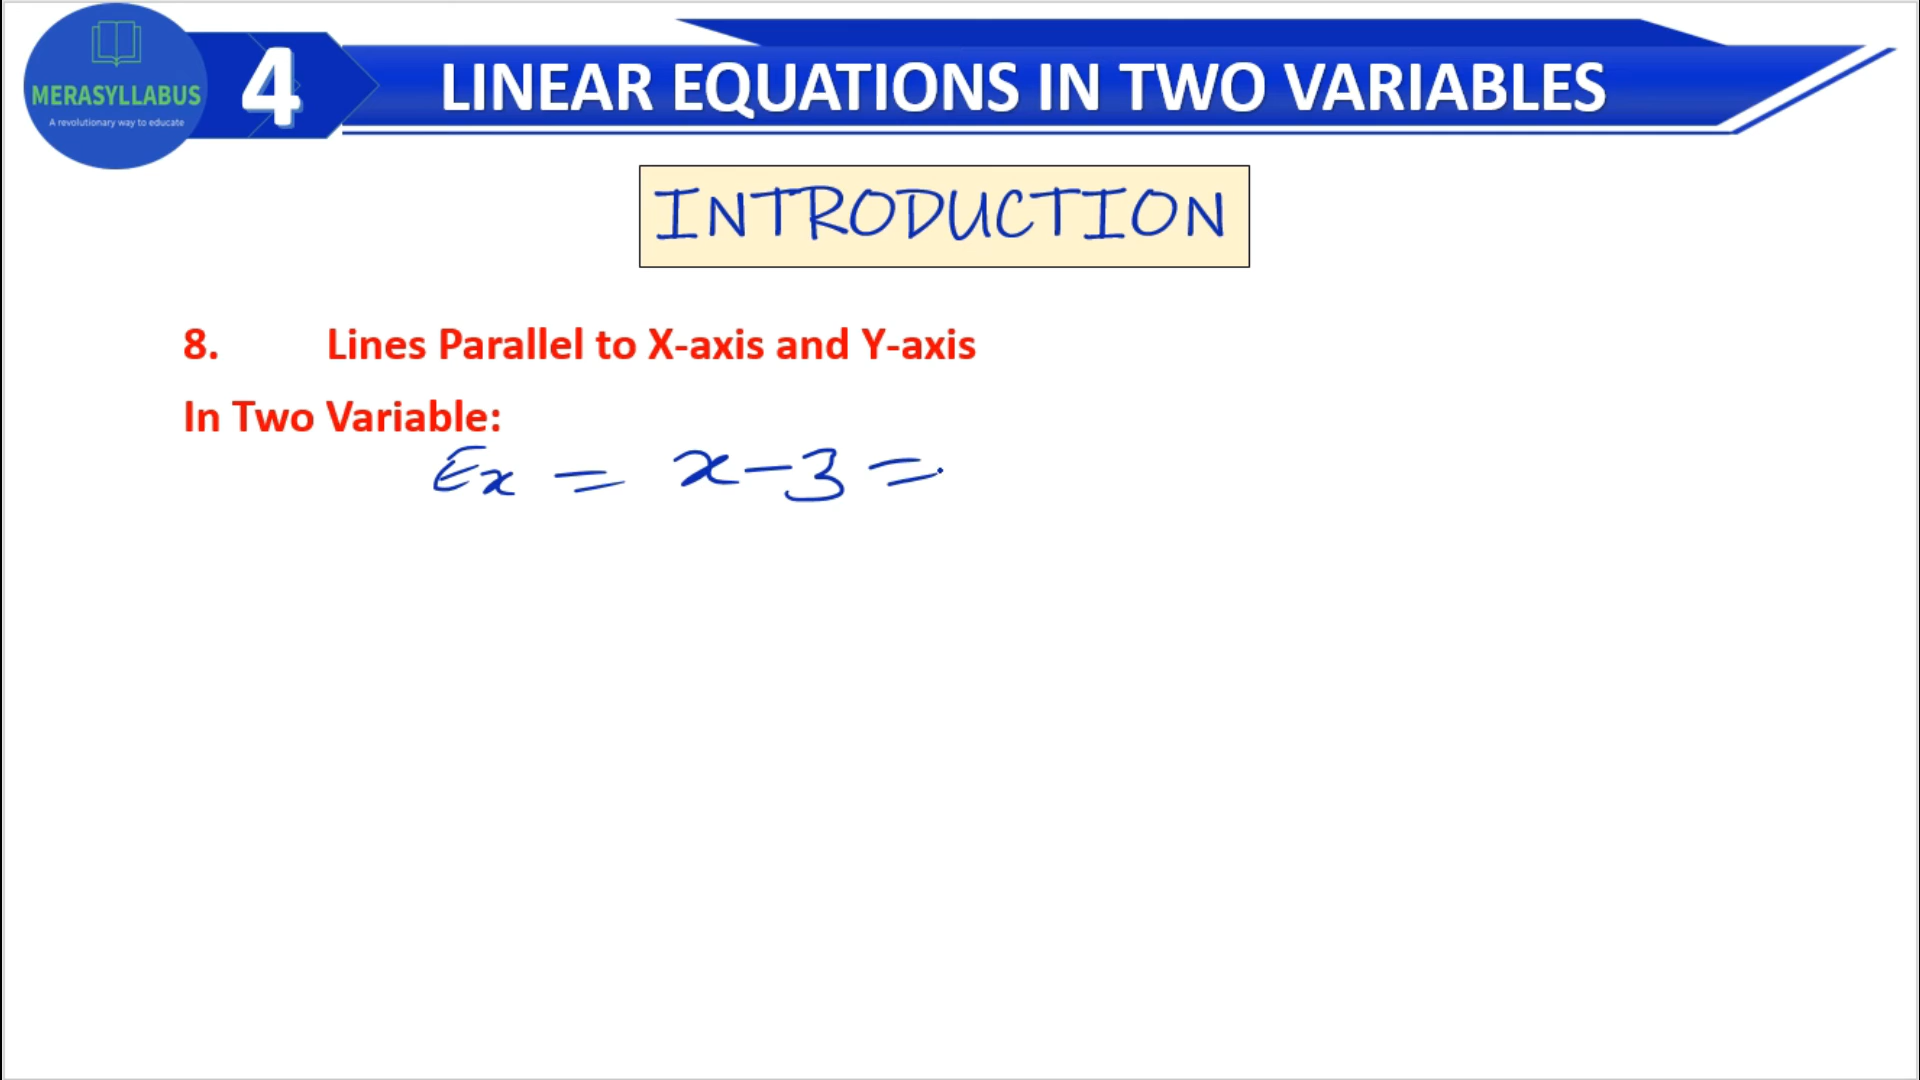 MERASYLLABUS
A revolutionary way to educate
4
LINEAR EQUATIONS IN TWO VARIABLES
INTRODUCTION
8. Lines Parallel to X-axis and Y-axis
In Two Variable:
Ex = x-3=